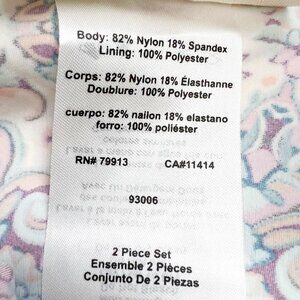 Body: 82% Nylon 18% Spandex
Lining: 100% Polyester
Corps: 82% Nylon 18% Élasthanne
Doublure: 100% Polyester
cuerpo: 82% nailon 18% elastano
forro: 100% poliéster
RN# 79913 CA#11414
93006
2 Piece Set
Ensemble 2 Pièces
Conjunto De 2 Piezas